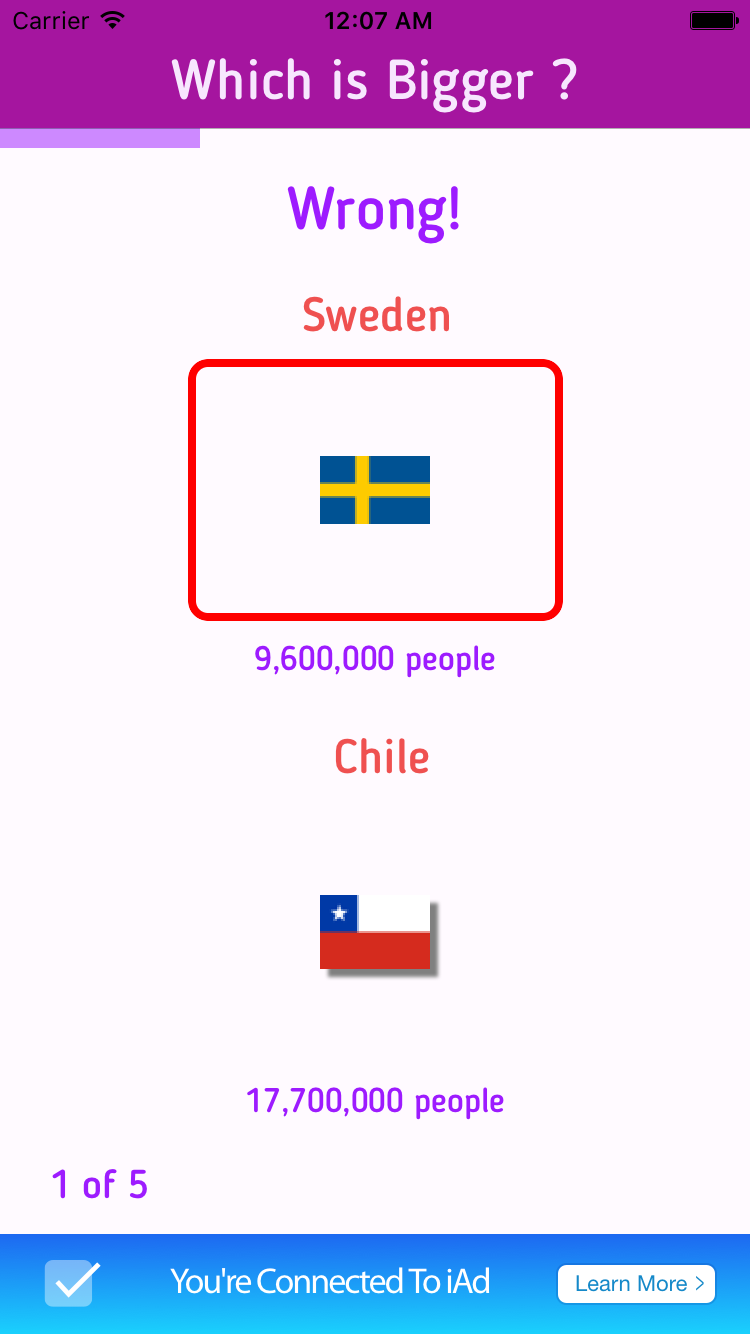 Carrier 12:07 AM
Which is Bigger ?
Wrong!
Sweden
9,600,000 people
Chile
17,700,000 people
1 of 5
You're Connected To iAd Learn More >